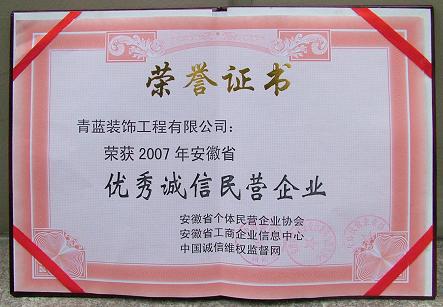 荣誉证书
青蓝装饰工程有限公司：
荣获2007年安徽省
优秀诚信民营企业
安徽省个体民营企业协会
安徽省工商企业信息中心
中国诚信维权监督网